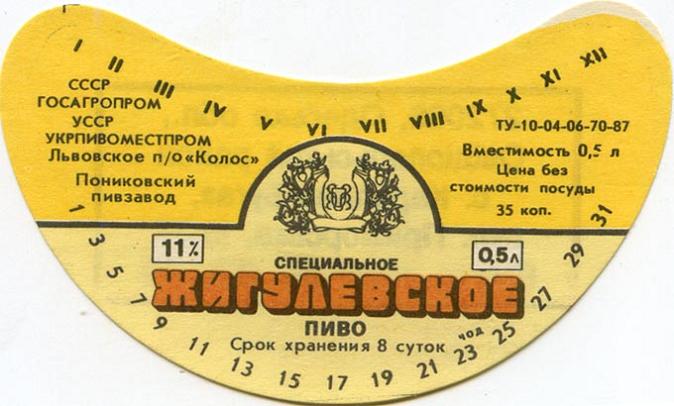 I II III IV V VI VII VIII IX X XI XII
СССР
ГОСАГРОПРОМ
УССР
УКРПИВОМЕСТПРОМ
Львовское п/о «Колос»
Пониковский
пивзавод
ТУ-10-04-06-70-87
Вместимость 0,5 л
Цена без
стоимости посуды
35 коп.
11%
0,5л
СПЕЦИАЛЬНОЕ
ЖИГУЛЕВСКОЕ
ПИВО
Срок хранения 8 суток
1 3 5 7 9 11 13 15 17 19 21 23 25 27 29 31